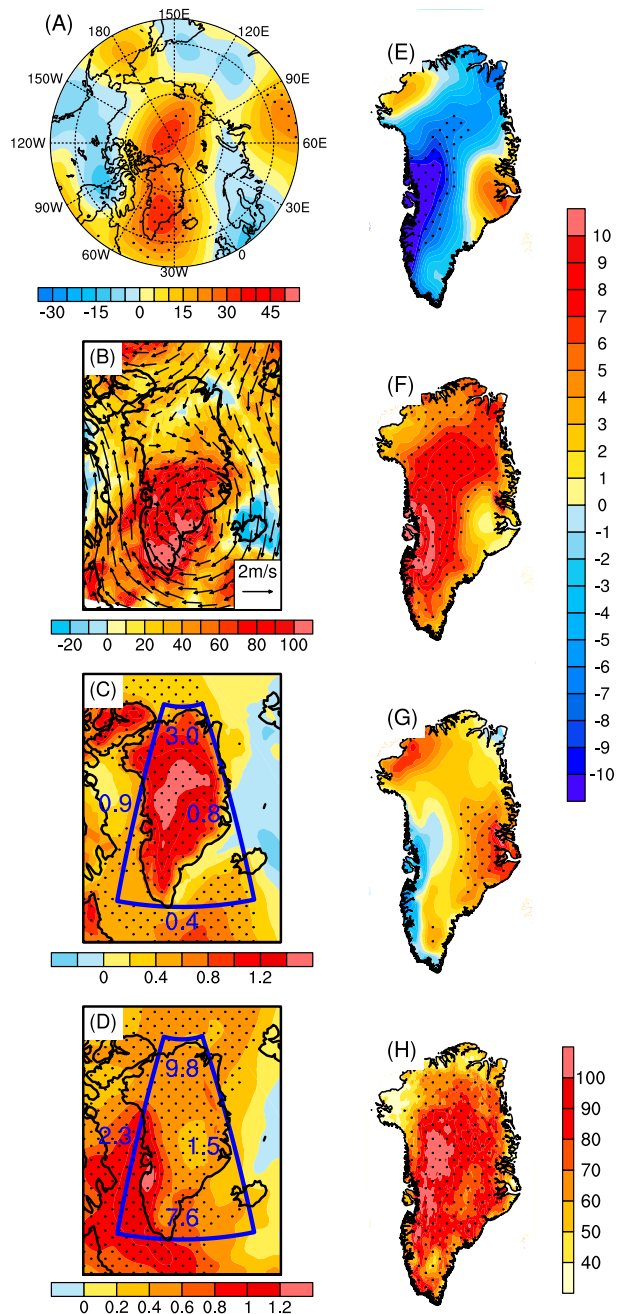 (A)
150E
180
120E
150W
90E
120W
60E
90W
30E
60W
0
30W
-30 -15 0 15 30 45
(B)
2m/s
-20 0 20 40 60 80 100
(C)
3.0
0.9
0.8
0.4
0 0.4 0.8 1.2
(D)
9.8
2.3
1.5
7.6
0 0.2 0.4 0.6 0.8 1 1.2
(E)
(F)
(G)
10
9
8
7
6
5
4
3
2
1
0
-1
-2
-3
-4
-5
-6
-7
-8
-9
-10
(H)
100
90
80
70
60
50
40